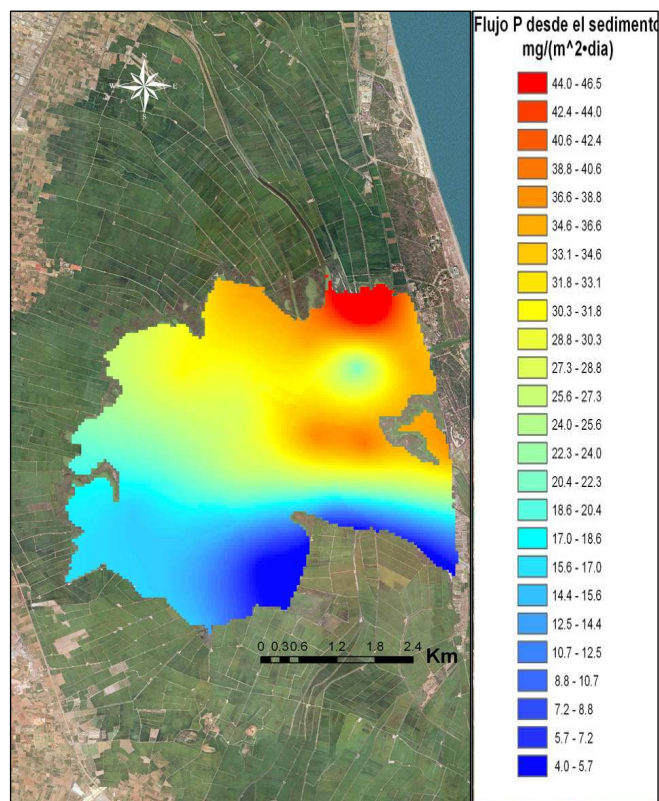 Flujo P desde el sedimento
mg/(m^2•dia)
44.0 - 46.5
42.4 - 44.0
40.6 - 42.4
38.8 - 40.6
36.6 - 38.8
34.6 - 36.6
33.1 - 34.6
31.8 - 33.1
30.3 - 31.8
28.8 - 30.3
27.3 - 28.8
25.6 - 27.3
24.0 - 25.6
22.3 - 24.0
20.4 - 22.3
18.6 - 20.4
17.0 - 18.6
15.6 - 17.0
14.4 - 15.6
12.5 - 14.4
10.7 - 12.5
8.8 - 10.7
7.2 - 8.8
5.7 - 7.2
4.0 - 5.7
W E
S
0 0.30.6 1.2 1.8 2.4
Km